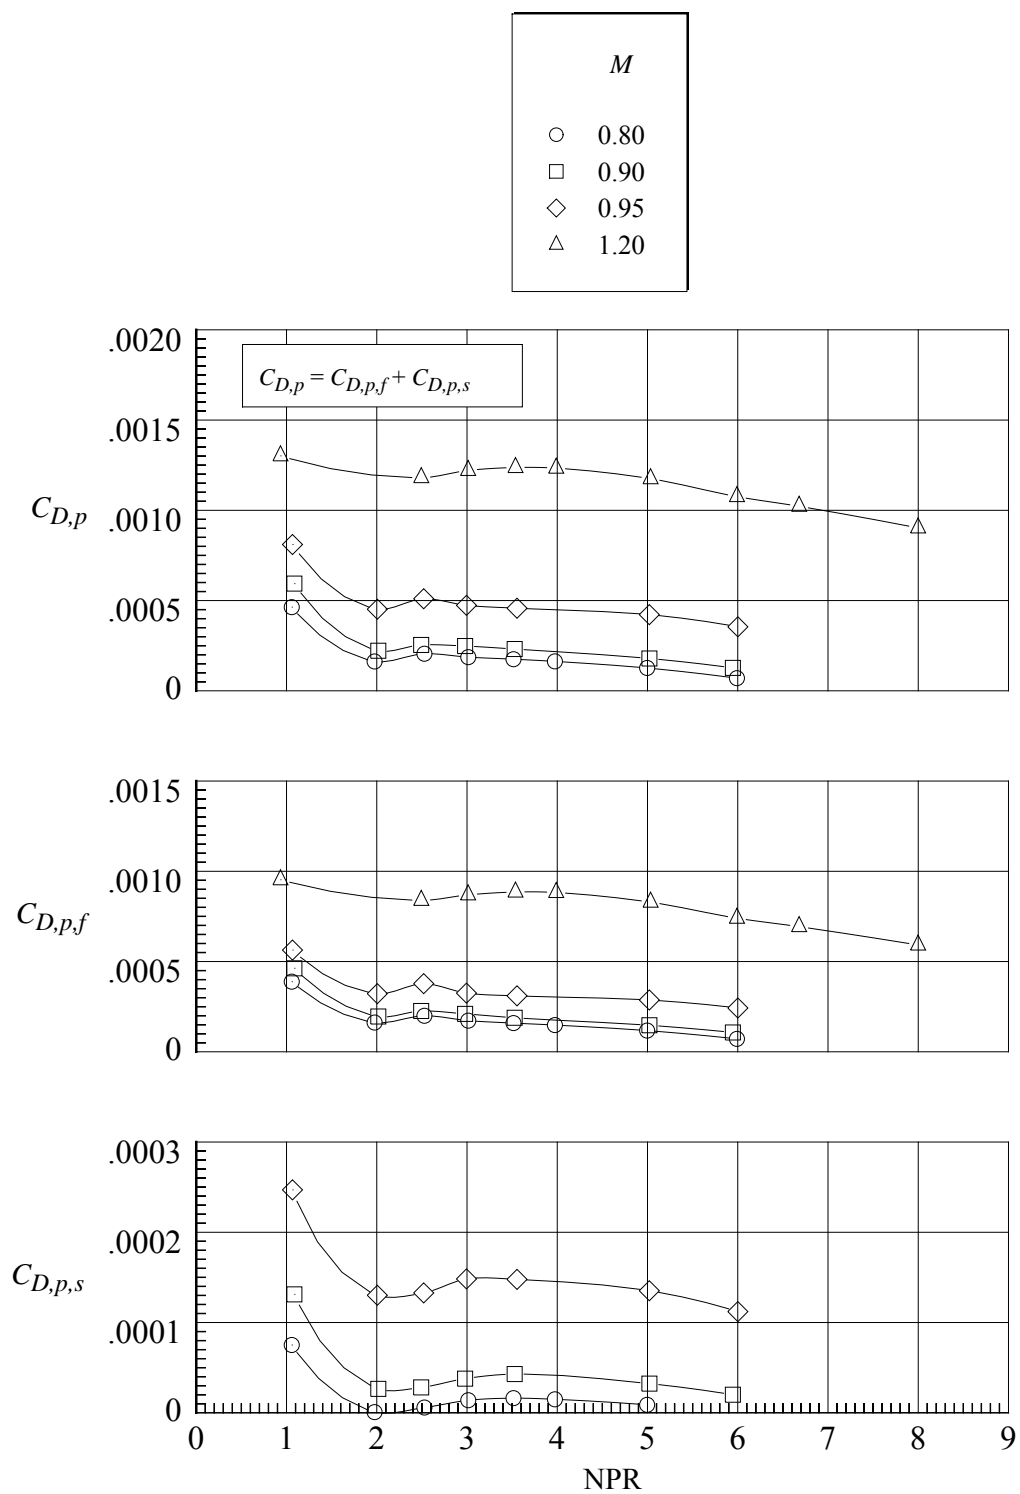 M
0.80
0.90
0.95
1.20
.0020
C_{D,p} = C_{D,p,f} + C_{D,p,s}
.0015
C_{D,p}
.0010
.0005
0
.0015
.0010
C_{D,p,f}
.0005
0
.0003
.0002
C_{D,p,s}
.0001
0
0 1 2 3 4 5 6 7 8 9
NPR